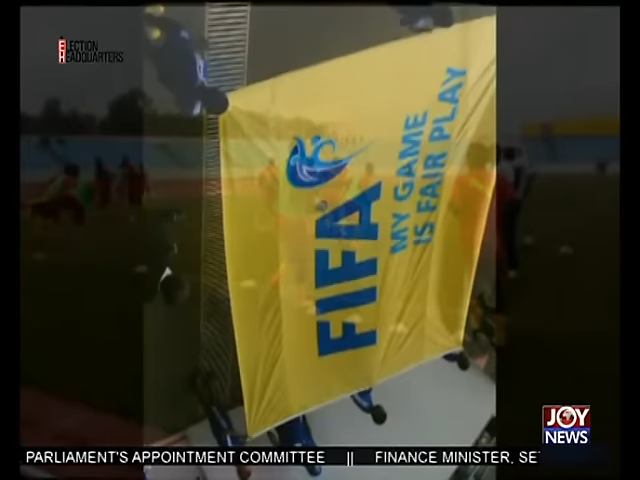 ELECTION
HEADQUARTERS
FIFA
MY GAME
IS FAIR PLAY
JOY
NEWS
PARLIAMENT'S APPOINTMENT COMMITTEE || FINANCE MINISTER, SE